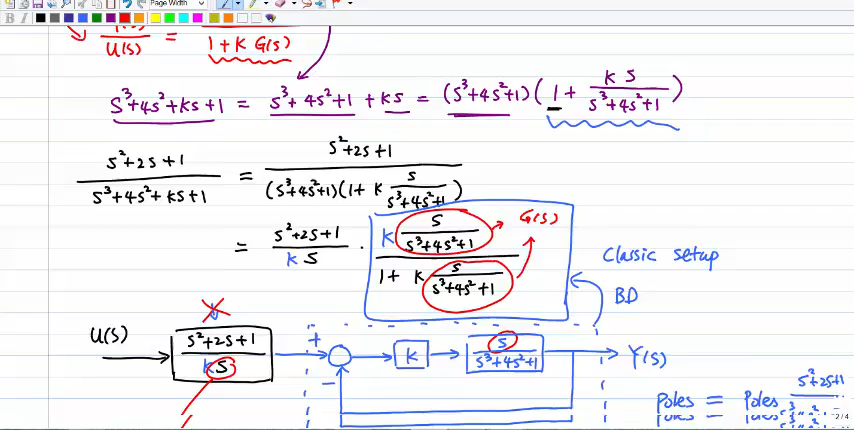 Page Width
U(S) = 1 + K G(s)
S³+4S²+KS+1 = S³+4S²+1 + KS = (S³+4S²+1)(1 + KS / S³+4S²+1)
S²+2S+1 / S³+4S²+KS+1 = S²+2S+1 / (S³+4S²+1)(1+K S / S³+4S²+1)
= S²+2S+1 / KS · K S / S³+4S²+1 / 1+ K S / S³+4S²+1
G(s)
Classic setup
BD
U(S)
S²+2S+1 / KS
+
−
K
S / S³+4S²+1
Y(S)
poles = Poles S²+2S+1
2/4